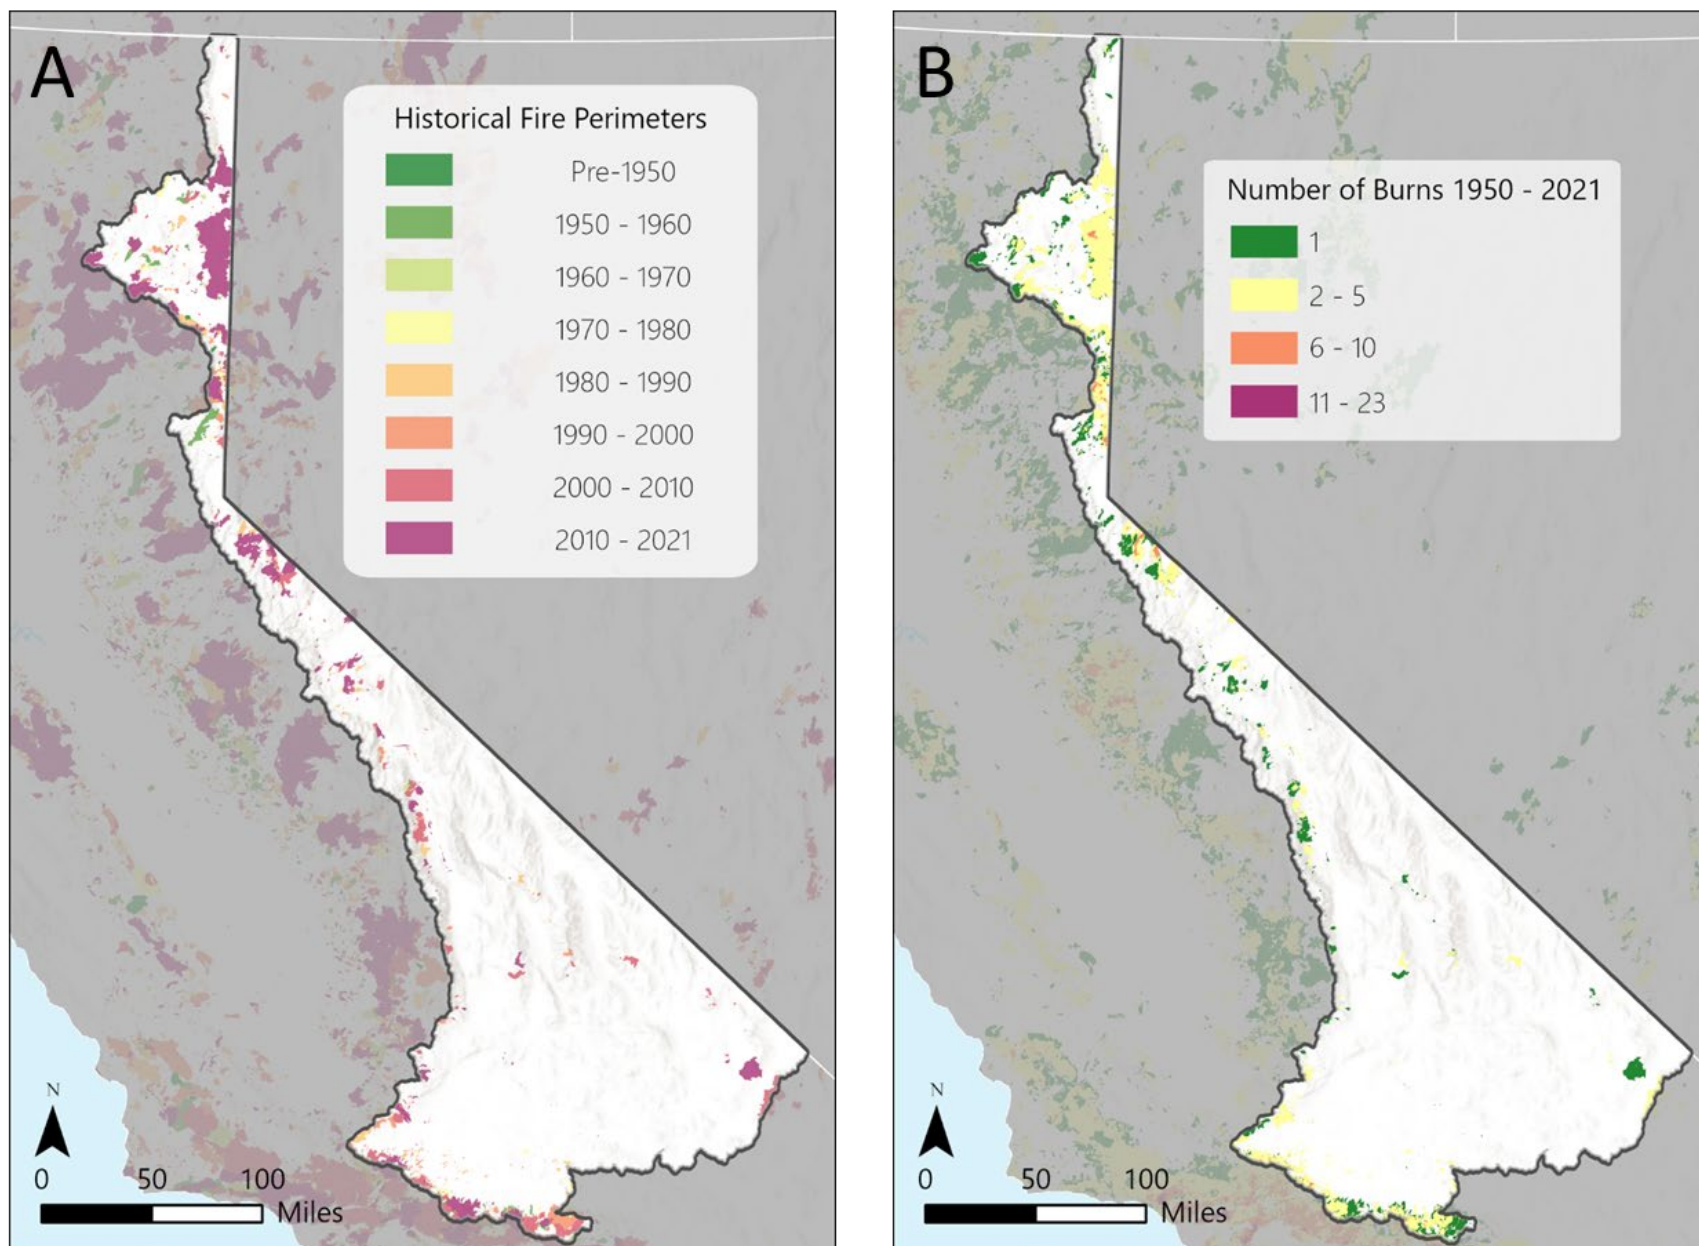 A
Historical Fire Perimeters
Pre-1950
1950 - 1960
1960 - 1970
1970 - 1980
1980 - 1990
1990 - 2000
2000 - 2010
2010 - 2021
N
0 50 100
Miles
B
Number of Burns 1950 - 2021
1
2 - 5
6 - 10
11 - 23
N
0 50 100
Miles